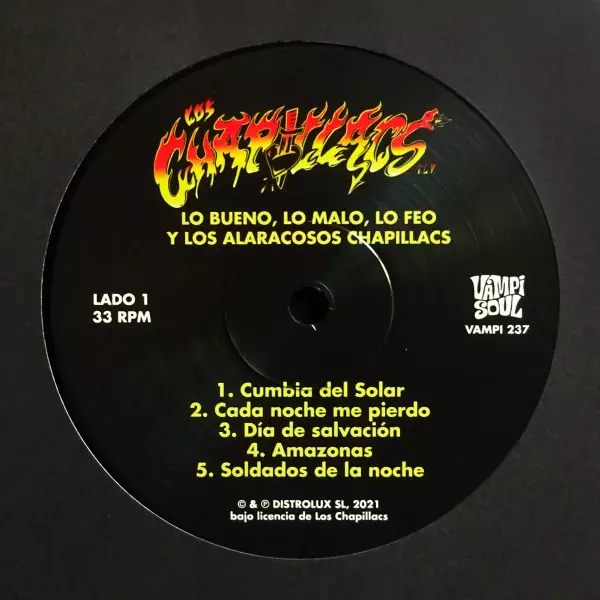 LOS
CHAPILLACS
LO BUENO, LO MALO, LO FEO
Y LOS ALARACOSOS CHAPILLACS
LADO 1
33 RPM
VAMPI
SOUL
VAMPI 237
1. Cumbia del Solar
2. Cada noche me pierdo
3. Día de salvación
4. Amazonas
5. Soldados de la noche
© & ℗ DISTROLUX SL, 2021
bajo licencia de Los Chapillacs